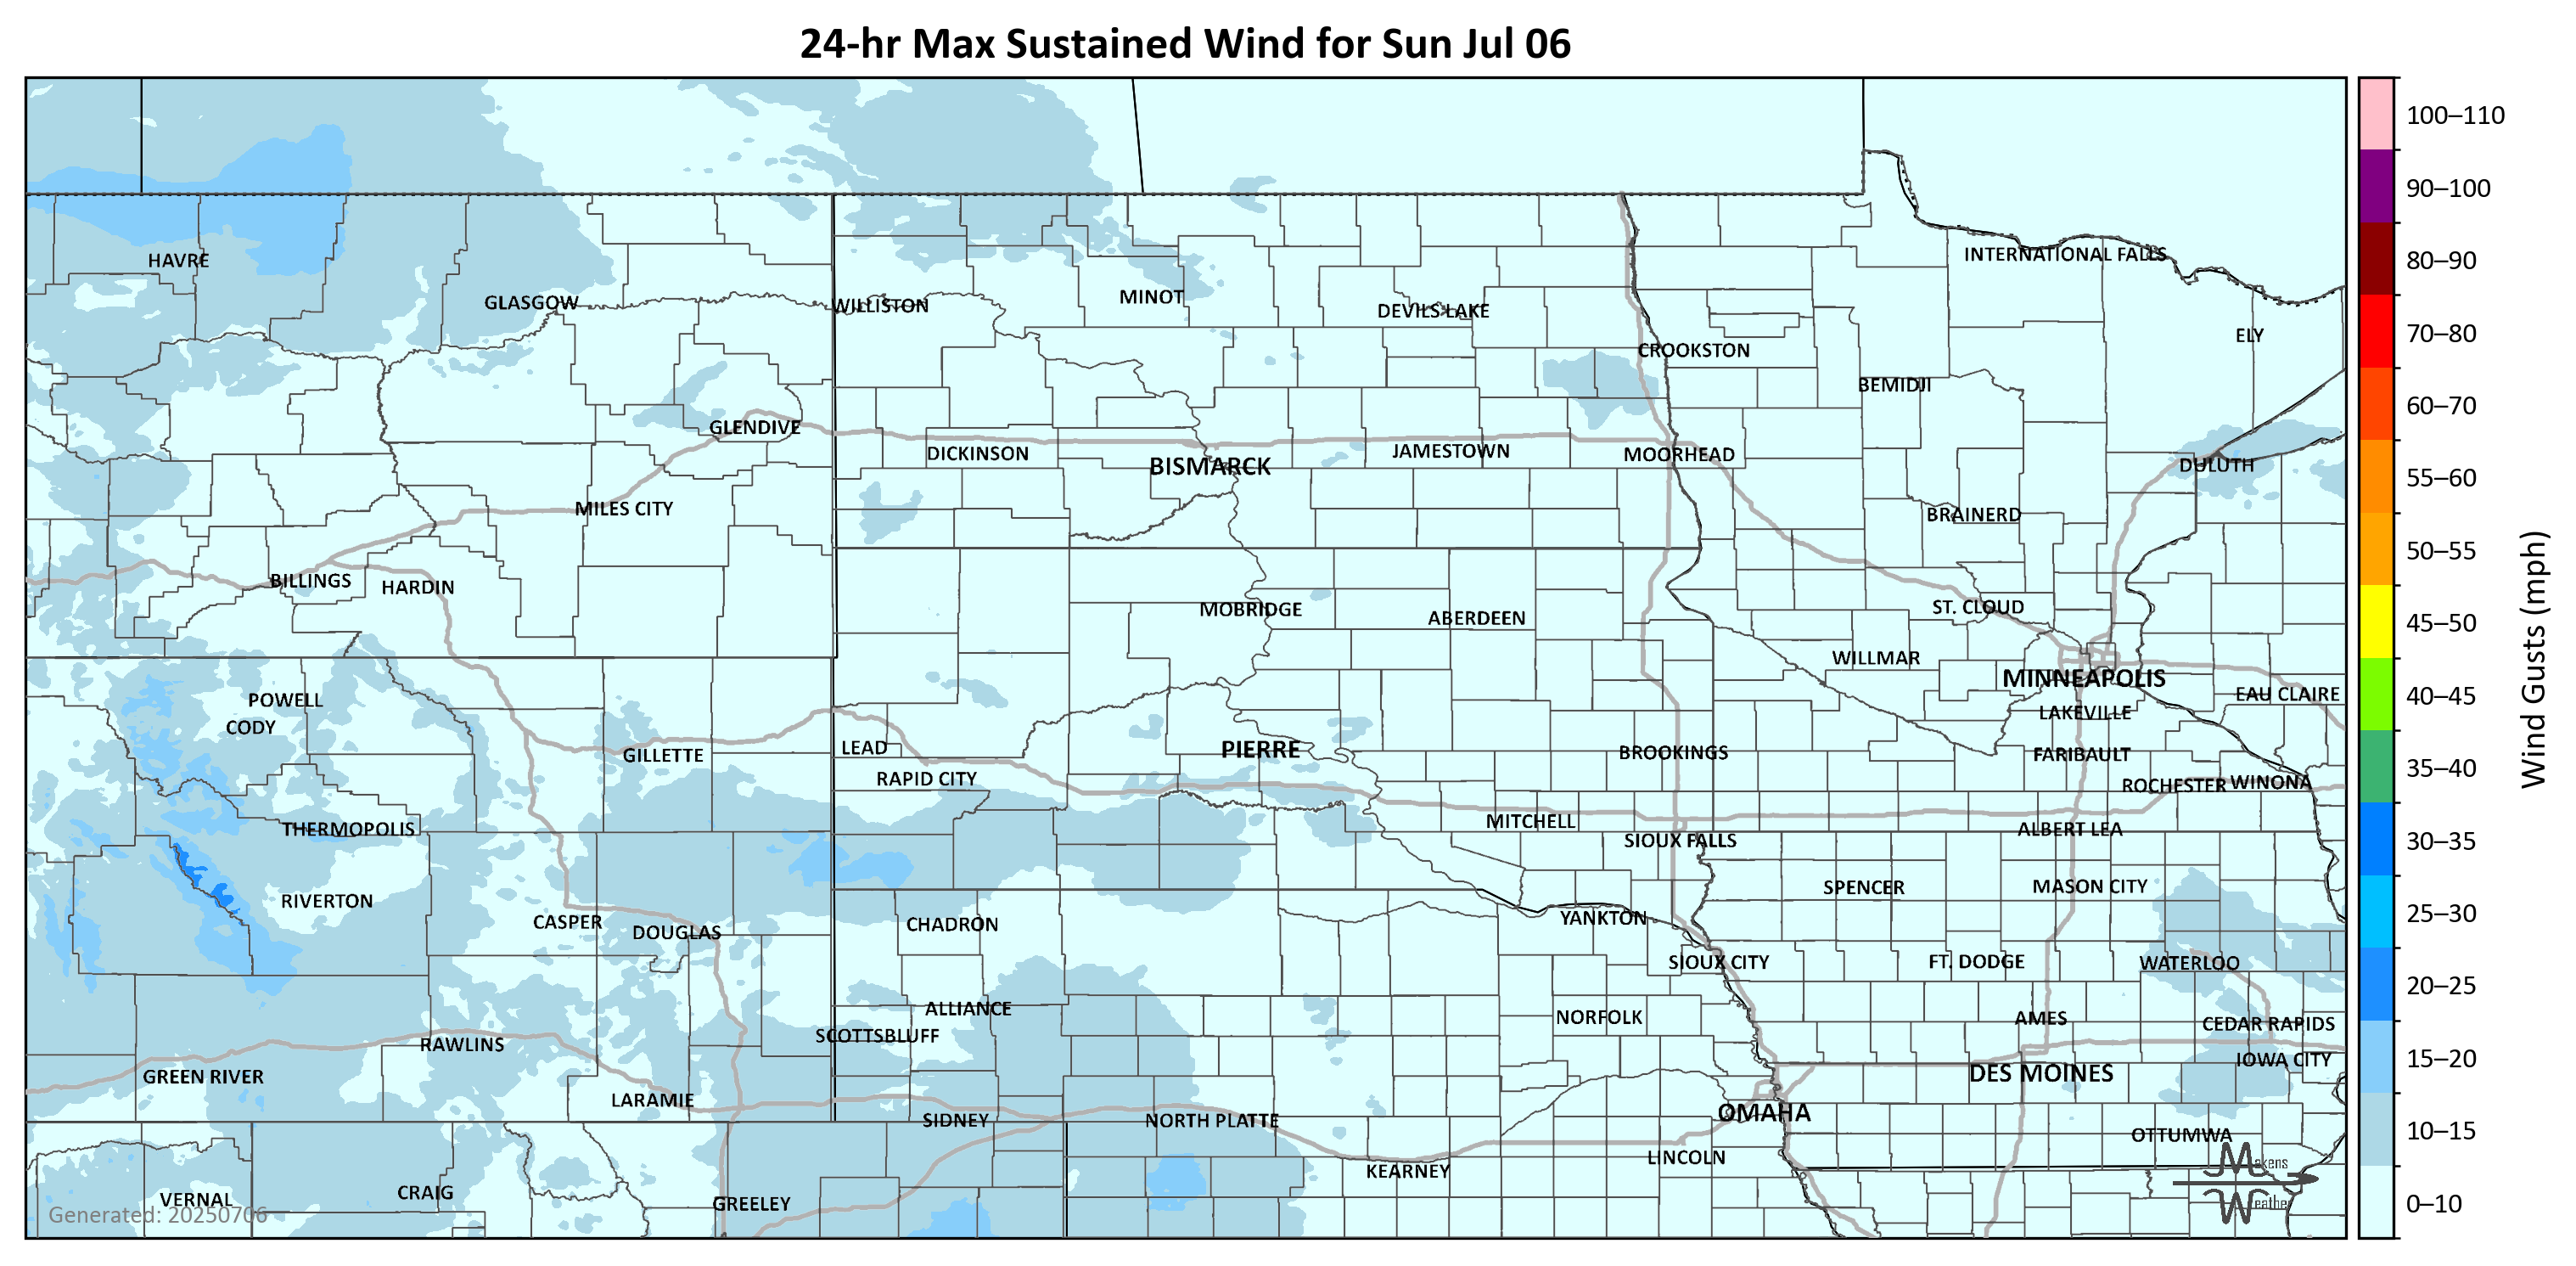 24-hr Max Sustained Wind for Sun Jul 06
100–110
90–100
80–90
70–80
60–70
55–60
50–55
45–50
40–45
35–40
30–35
25–30
20–25
15–20
10–15
0–10
Wind Gusts (mph)
HAVRE
INTERNATIONAL FALLS
GLASGOW
WILLISTON
MINOT
DEVILS LAKE
ELY
CROOKSTON
BEMIDJI
GLENDIVE
DICKINSON
BISMARCK
JAMESTOWN
MOORHEAD
DULUTH
MILES CITY
BRAINERD
BILLINGS
HARDIN
MOBRIDGE
ABERDEEN
ST. CLOUD
WILLMAR
MINNEAPOLIS
POWELL
EAU CLAIRE
CODY
LAKEVILLE
GILLETTE
LEAD
PIERRE
BROOKINGS
FARIBAULT
RAPID CITY
ROCHESTER
WINONA
THERMOPOLIS
MITCHELL
ALBERT LEA
SIOUX FALLS
RIVERTON
SPENCER
MASON CITY
CASPER
DOUGLAS
CHADRON
YANKTON
SIOUX CITY
FT. DODGE
WATERLOO
ALLIANCE
NORFOLK
AMES
CEDAR RAPIDS
SCOTTSBLUFF
RAWLINS
IOWA CITY
GREEN RIVER
DES MOINES
LARAMIE
SIDNEY
NORTH PLATTE
OMAHA
OTTUMWA
KEARNEY
LINCOLN
VERNAL
CRAIG
GREELEY
Makens
Weather
Generated: 20250706